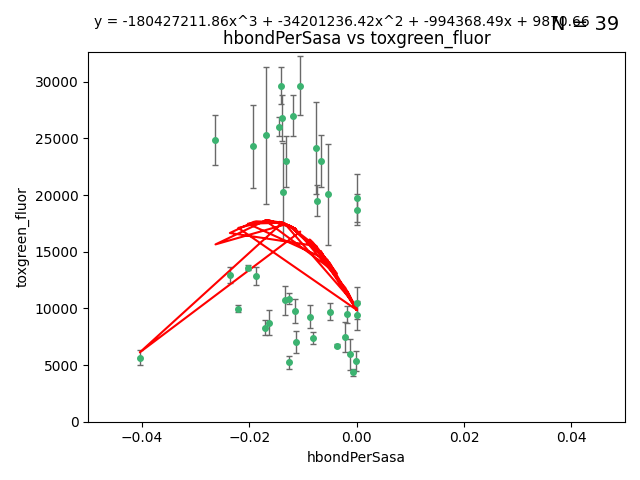 y = -180427211.86x^3 + -34201236.42x^2 + -994368.49x + 9870.66
N = 39
hbondPerSasa vs toxgreen_fluor
30000
25000
20000
15000
10000
5000
0
toxgreen_fluor
−0.04
−0.02
0.00
0.02
0.04
hbondPerSasa